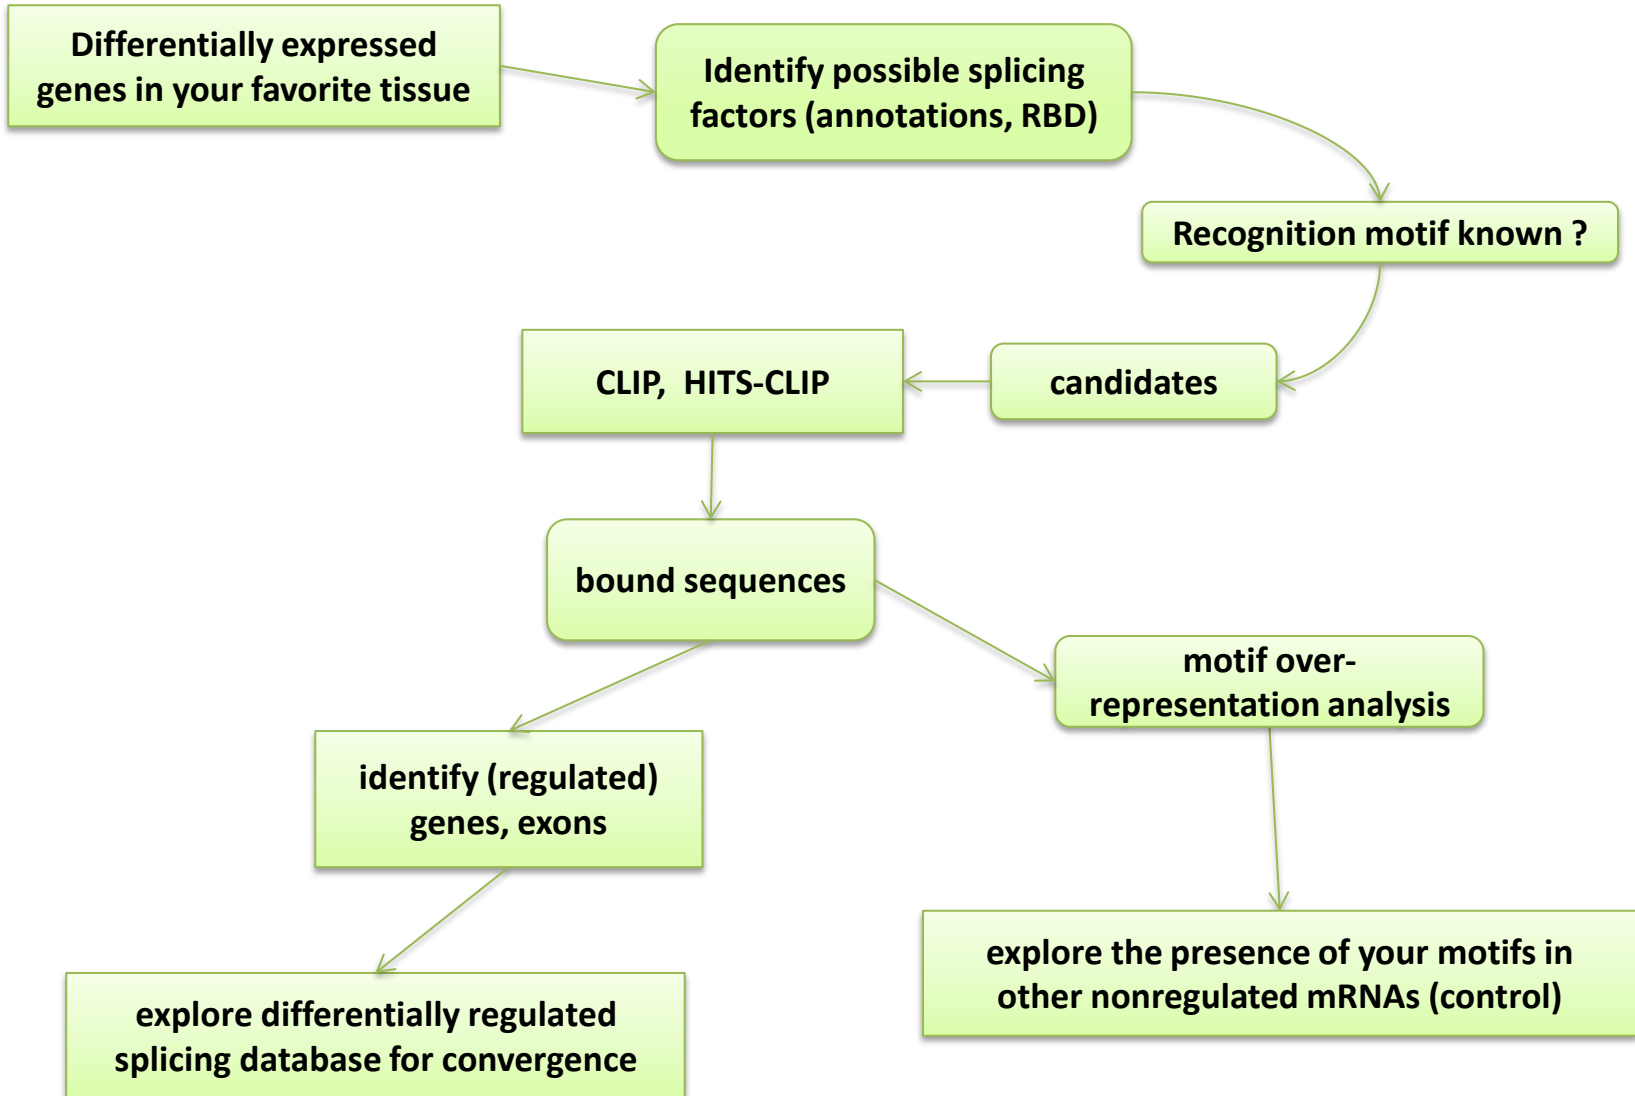 Differentially expressed
genes in your favorite tissue
Identify possible splicing
factors (annotations, RBD)
Recognition motif known ?
candidates
CLIP,  HITS-CLIP
bound sequences
motif over-
representation analysis
identify (regulated)
genes, exons
explore the presence of your motifs in
other nonregulated mRNAs (control)
explore differentially regulated
splicing database for convergence